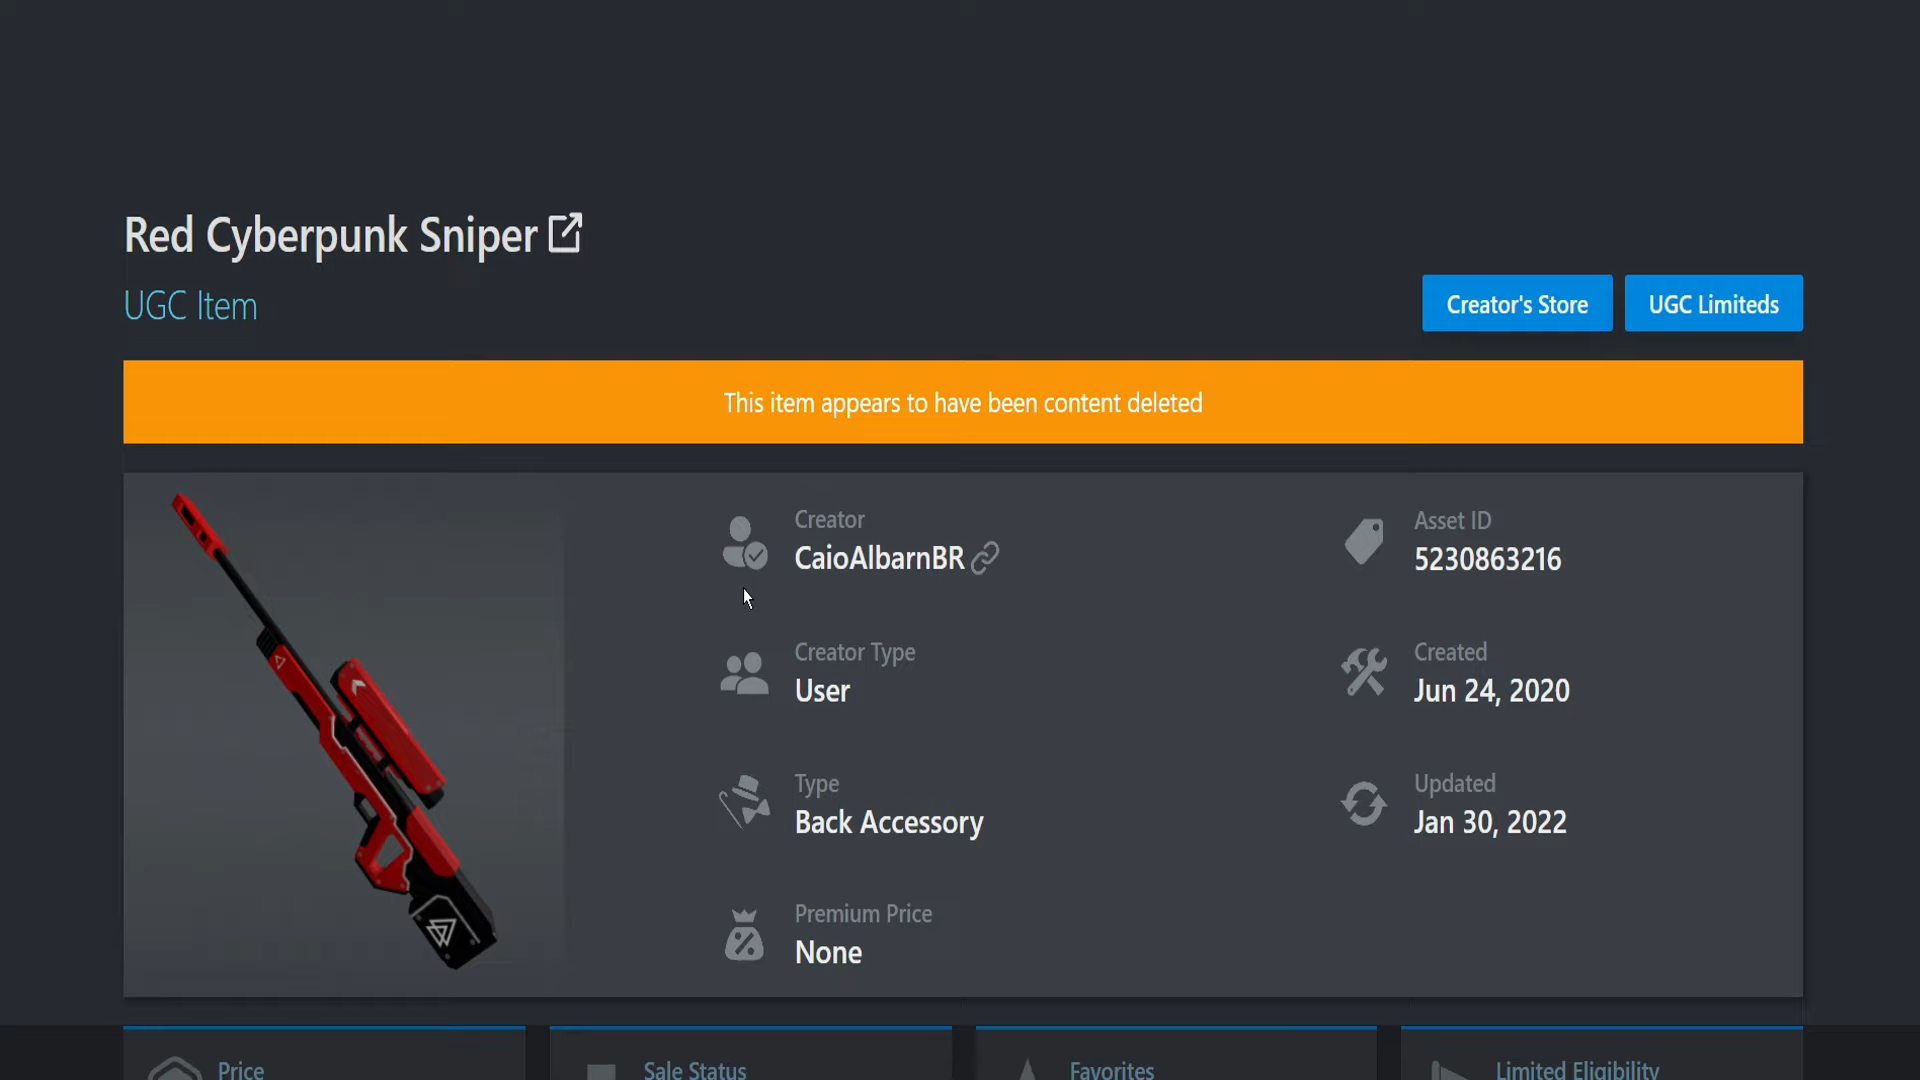 Red Cyberpunk Sniper
UGC Item
Creator's Store
UGC Limiteds
This item appears to have been content deleted
Creator
CaioAlbarnBR
Asset ID
5230863216
Creator Type
User
Created
Jun 24, 2020
Type
Back Accessory
Updated
Jan 30, 2022
Premium Price
None
Price
Sale Status
Favorites
Limited Eligibility